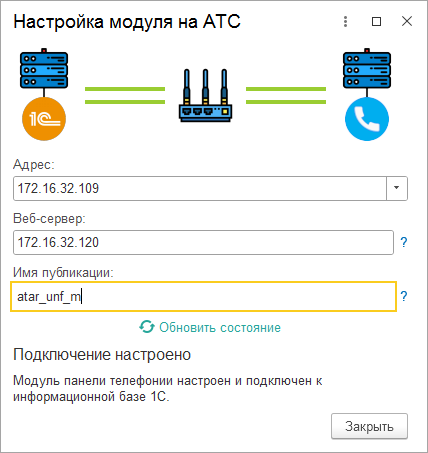 Настройка модуля на АТС
1С
Адрес:
172.16.32.109
Веб-сервер:
172.16.32.120
?
Имя публикации:
atar_unf_m
?
Обновить состояние
Подключение настроено
Модуль панели телефонии настроен и подключен к
информационной базе 1С.
Закрыть